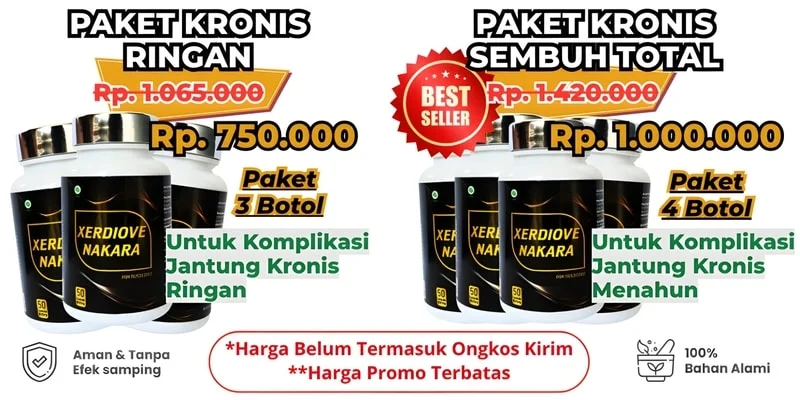 PAKET KRONIS
RINGAN
Rp. 1.065.000
Rp. 750.000
Paket
3 Botol
XERDIOVE
NAKARA
50
Untuk Komplikasi
Jantung Kronis
Ringan
PAKET KRONIS
SEMBUH TOTAL
BEST
SELLER
Rp. 1.420.000
Rp. 1.000.000
Paket
4 Botol
XERDIOVE
NAKARA
50
Untuk Komplikasi
Jantung Kronis
Menahun
Aman & Tanpa
Efek samping
*Harga Belum Termasuk Ongkos Kirim
**Harga Promo Terbatas
100%
Bahan Alami